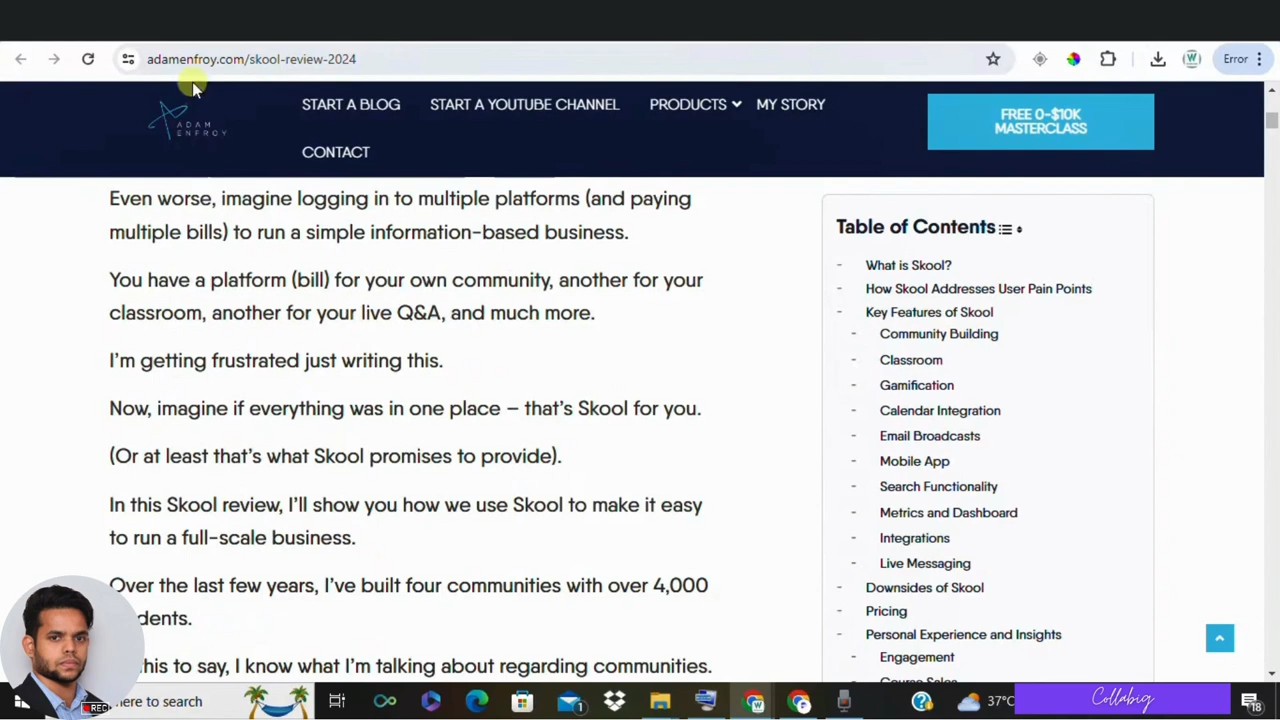 adamenfroy.com/skool-review-2024
Error
ADAM
ENFROY
START A BLOG
START A YOUTUBE CHANNEL
PRODUCTS
MY STORY
CONTACT
FREE 0-$10K
MASTERCLASS
Even worse, imagine logging in to multiple platforms (and paying
multiple bills) to run a simple information-based business.
You have a platform (bill) for your own community, another for your
classroom, another for your live Q&A, and much more.
I'm getting frustrated just writing this.
Now, imagine if everything was in one place – that's Skool for you.
(Or at least that's what Skool promises to provide).
In this Skool review, I'll show you how we use Skool to make it easy
to run a full-scale business.
Over the last few years, I've built four communities with over 4,000
dents.
his to say, I know what I'm talking about regarding communities.
Table of Contents
- What is Skool?
- How Skool Addresses User Pain Points
- Key Features of Skool
- Community Building
- Classroom
- Gamification
- Calendar Integration
- Email Broadcasts
- Mobile App
- Search Functionality
- Metrics and Dashboard
- Integrations
- Live Messaging
- Downsides of Skool
- Pricing
- Personal Experience and Insights
- Engagement
- Course Sales
REC
here to search
1
37°C
Collabig
18